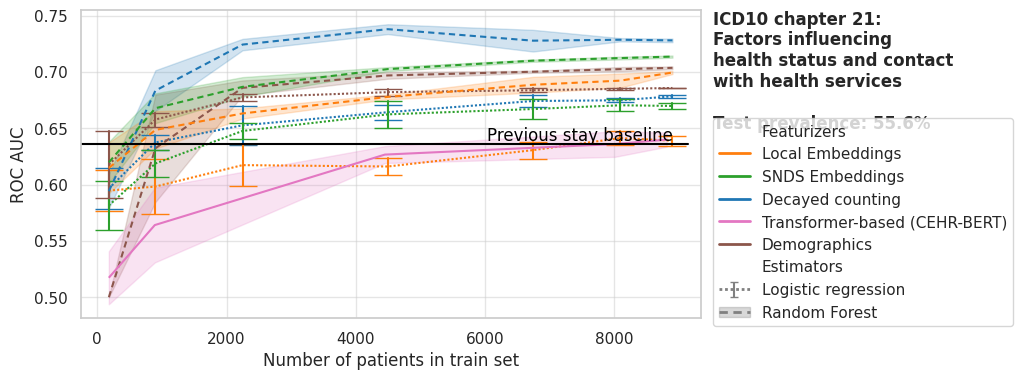 ICD10 chapter 21:
Factors influencing
health status and contact
with health services
Test prevalence: 55.6%
0.75
0.70
0.65
0.60
0.55
0.50
ROC AUC
Previous stay baseline
0
2000
4000
6000
8000
Number of patients in train set
Featurizers
Local Embeddings
SNDS Embeddings
Decayed counting
Transformer-based (CEHR-BERT)
Demographics
Estimators
Logistic regression
Random Forest